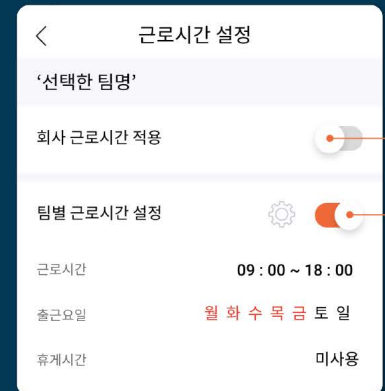 근로시간 설정
‘선택한 팀명’
회사 근로시간 적용
팀별 근로시간 설정
근로시간 09 : 00 ~ 18 : 00
출근요일 월 화 수 목 금 토 일
휴게시간 미사용